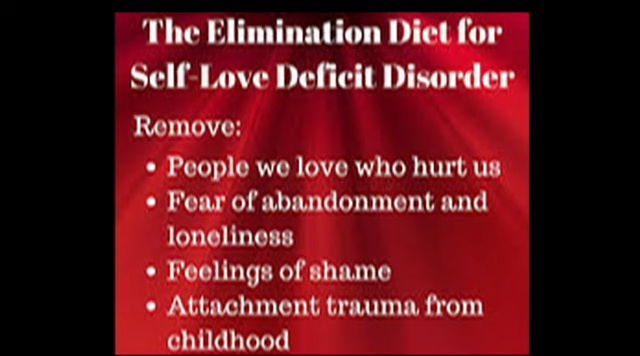 The Elimination Diet for
Self-Love Deficit Disorder
Remove:
• People we love who hurt us
• Fear of abandonment and
loneliness
• Feelings of shame
• Attachment trauma from
childhood